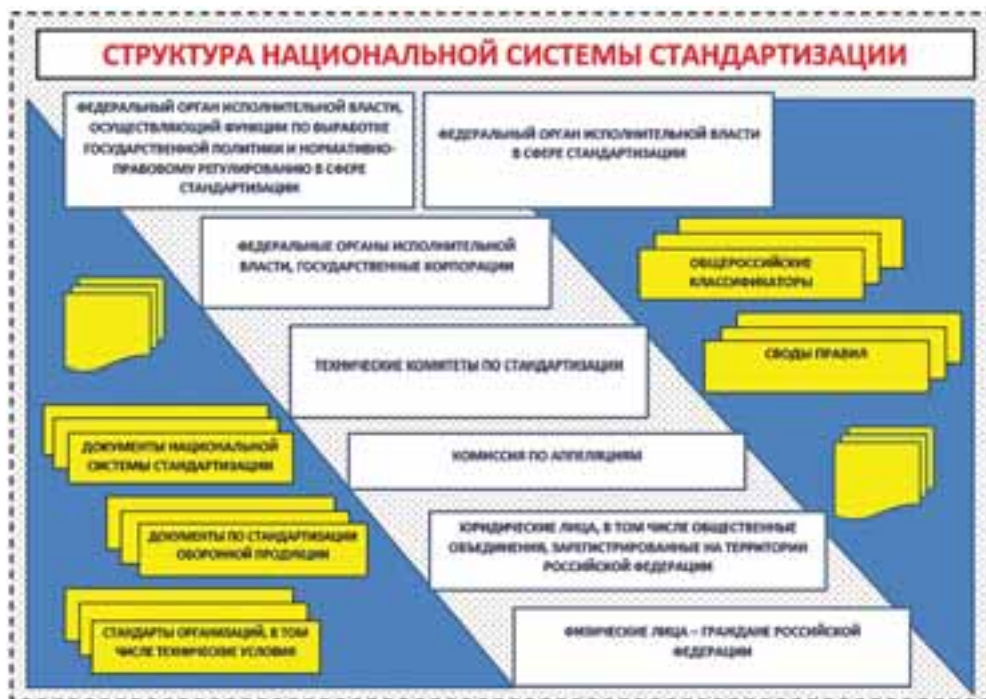 СТРУКТУРА НАЦИОНАЛЬНОЙ СИСТЕМЫ СТАНДАРТИЗАЦИИ
ФЕДЕРАЛЬНЫЙ ОРГАН ИСПОЛНИТЕЛЬНОЙ ВЛАСТИ,
ОСУЩЕСТВЛЯЮЩИЙ ФУНКЦИИ ПО ВЫРАБОТКЕ
ГОСУДАРСТВЕННОЙ ПОЛИТИКИ И НОРМАТИВНО-
ПРАВОВОМУ РЕГУЛИРОВАНИЮ В СФЕРЕ
СТАНДАРТИЗАЦИИ
ФЕДЕРАЛЬНЫЙ ОРГАН ИСПОЛНИТЕЛЬНОЙ ВЛАСТИ
В СФЕРЕ СТАНДАРТИЗАЦИИ
ФЕДЕРАЛЬНЫЕ ОРГАНЫ ИСПОЛНИТЕЛЬНОЙ
ВЛАСТИ, ГОСУДАРСТВЕННЫЕ КОРПОРАЦИИ
ОБЩЕРОССИЙСКИЕ
КЛАССИФИКАТОРЫ
ТЕХНИЧЕСКИЕ КОМИТЕТЫ ПО СТАНДАРТИЗАЦИИ
СВОДЫ ПРАВИЛ
ДОКУМЕНТЫ НАЦИОНАЛЬНОЙ
СИСТЕМЫ СТАНДАРТИЗАЦИИ
КОМИССИЯ ПО АППЕЛЯЦИЯМ
ДОКУМЕНТЫ ПО СТАНДАРТИЗАЦИИ
ОБОРОННОЙ ПРОДУКЦИИ
ЮРИДИЧЕСКИЕ ЛИЦА, В ТОМ ЧИСЛЕ ОБЩЕСТВЕННЫЕ
ОБЪЕДИНЕНИЯ, ЗАРЕГИСТРИРОВАННЫЕ НА ТЕРРИТОРИИ
РОССИЙСКОЙ ФЕДЕРАЦИИ
СТАНДАРТЫ ОРГАНИЗАЦИЙ, В ТОМ
ЧИСЛЕ ТЕХНИЧЕСКИЕ УСЛОВИЯ
ФИЗИЧЕСКИЕ ЛИЦА – ГРАЖДАНЕ РОССИЙСКОЙ
ФЕДЕРАЦИИ